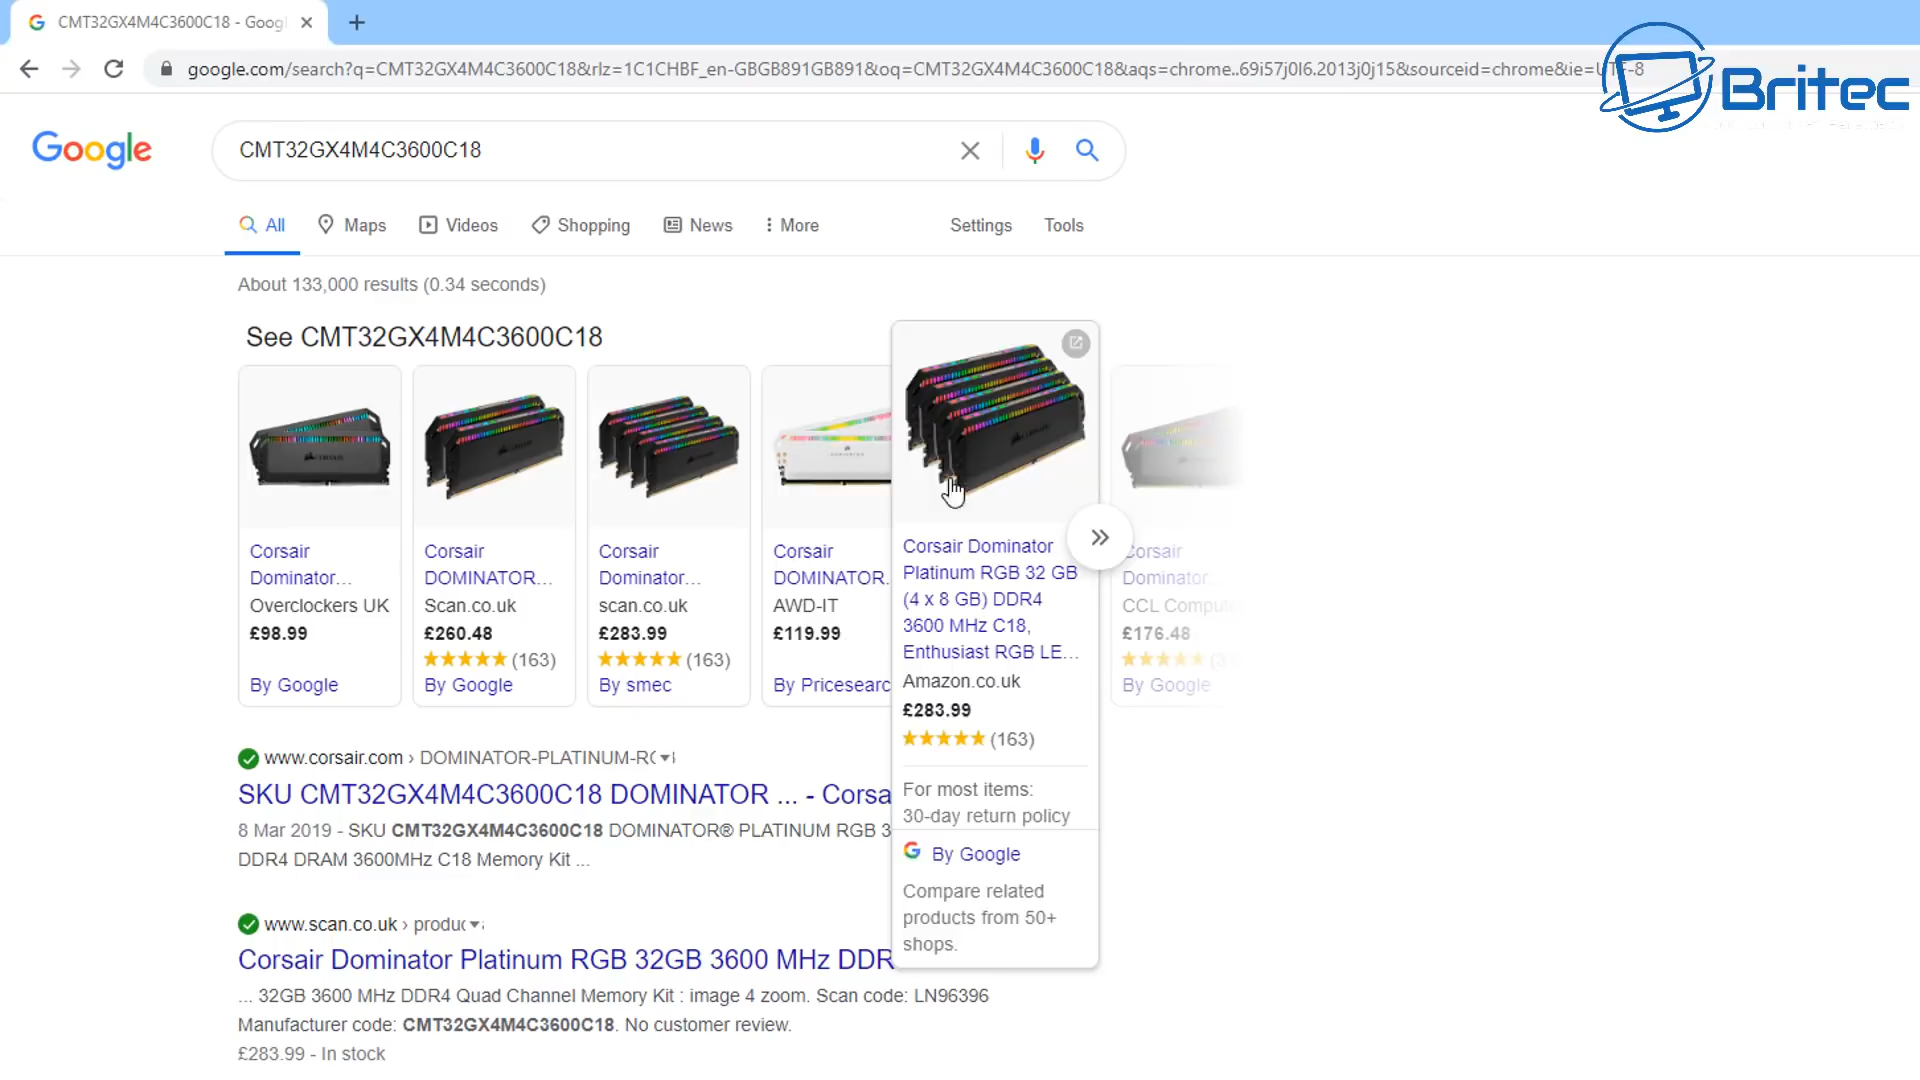 CMT32GX4M4C3600C18 - Goog
google.com/search?q=CMT32GX4M4C3600C18&rlz=1C1CHBF_en-GBGB891GB891&oq=CMT32GX4M4C3600C18&aqs=chrome..69i57j0l6.2013j0j15&sourceid=chrome&ie=UTF-8
Britec
Google
CMT32GX4M4C3600C18
All
Maps
Videos
Shopping
News
More
Settings
Tools
About 133,000 results (0.34 seconds)
See CMT32GX4M4C3600C18
Corsair
Dominator...
Overclockers UK
£98.99
By Google
Corsair
DOMINATOR...
Scan.co.uk
£260.48
(163)
By Google
Corsair
Dominator...
scan.co.uk
£283.99
(163)
By smec
Corsair
DOMINATOR.
AWD-IT
£119.99
By Pricesearc
Corsair Dominator
Platinum RGB 32 GB
(4 x 8 GB) DDR4
3600 MHz C18,
Enthusiast RGB LE...
Amazon.co.uk
£283.99
(163)
For most items:
30-day return policy
By Google
Compare related
products from 50+
shops.
Corsair
Dominator...
CCL Compute
£176.48
By Google
www.corsair.com › DOMINATOR-PLATINUM-RG
SKU CMT32GX4M4C3600C18 DOMINATOR ... - Corsa
8 Mar 2019 - SKU CMT32GX4M4C3600C18 DOMINATOR® PLATINUM RGB 3
DDR4 DRAM 3600MHz C18 Memory Kit ...
www.scan.co.uk › produc
Corsair Dominator Platinum RGB 32GB 3600 MHz DDR
... 32GB 3600 MHz DDR4 Quad Channel Memory Kit : image 4 zoom. Scan code: LN96396
Manufacturer code: CMT32GX4M4C3600C18. No customer review.
£283.99 - In stock